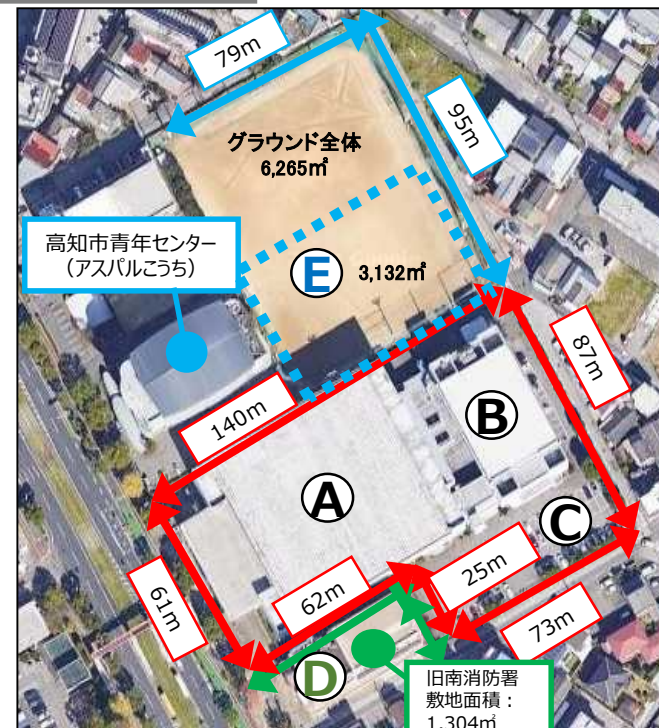 79m
95m
グラウンド全体
6,265㎡
高知市青年センター
（アスパルこうち）
E
3,132㎡
87m
140m
B
A
C
25m
62m
61m
73m
D
旧南消防署
敷地面積：
1,304㎡